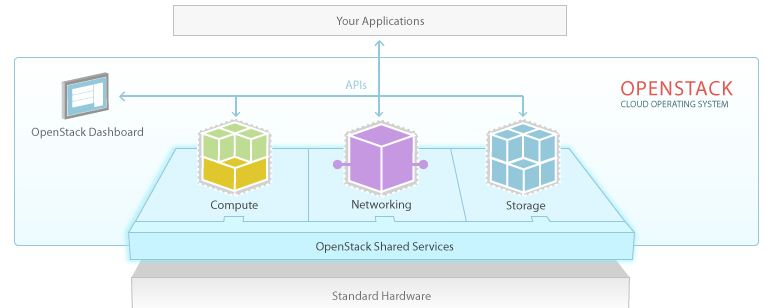 Your Applications
APIs
OPENSTACK
CLOUD OPERATING SYSTEM
OpenStack Dashboard
Compute
Networking
Storage
OpenStack Shared Services
Standard Hardware